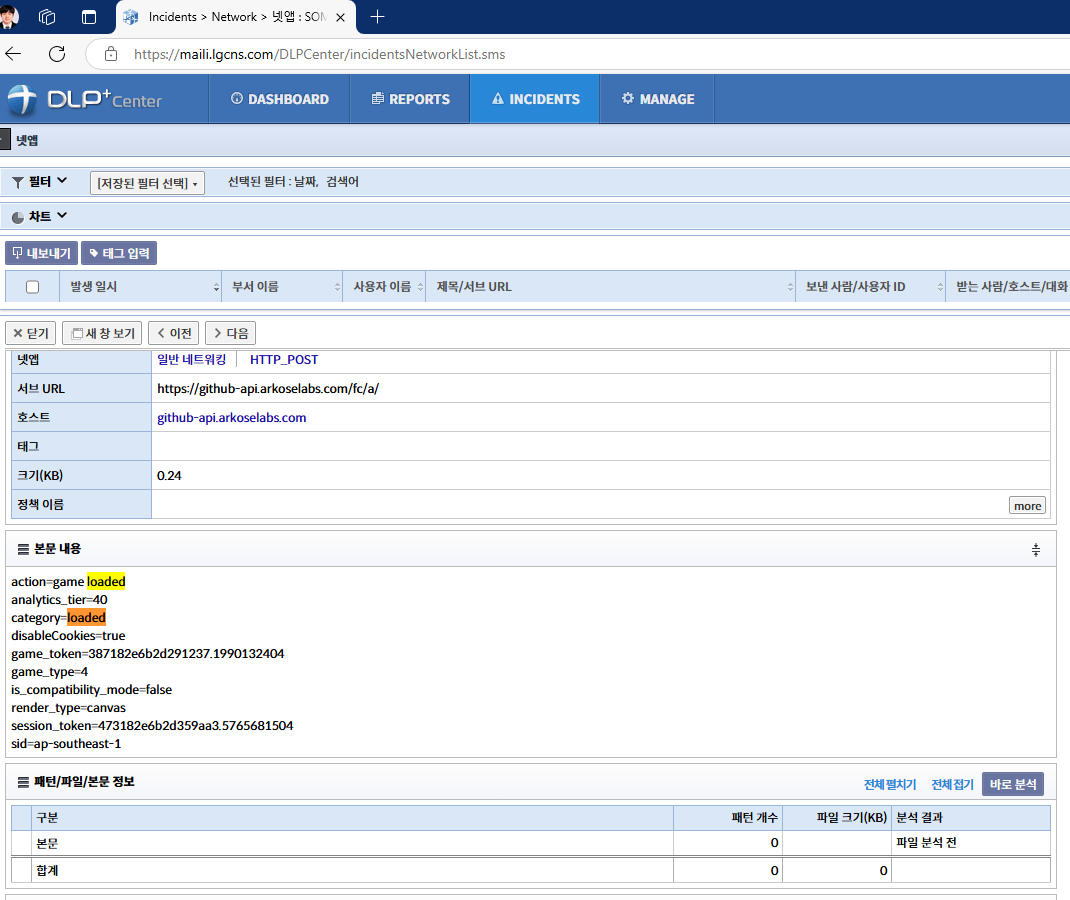 Incidents > Network > 넷앱 : SOM
https://maili.lgcns.com/DLPCenter/incidentsNetworkList.sms
DLP+Center DASHBOARD REPORTS INCIDENTS MANAGE
넷앱
필터 [저장된 필터 선택] 선택된 필터 : 날짜, 검색어
차트
내보내기 태그 입력
발생 일시 부서 이름 사용자 이름 제목/서브 URL 보낸 사람/사용자 ID 받는 사람/호스트/대화
닫기 새 창 보기 이전 다음
넷앱 일반 네트워킹 HTTP_POST
서브 URL https://github-api.arkoselabs.com/fc/a/
호스트 github-api.arkoselabs.com
태그
크기(KB) 0.24
정책 이름 more
본문 내용
action=game loaded
analytics_tier=40
category=loaded
disableCookies=true
game_token=387182e6b2d291237.1990132404
game_type=4
is_compatibility_mode=false
render_type=canvas
session_token=473182e6b2d359aa3.5765681504
sid=ap-southeast-1
패턴/파일/본문 정보 전체펼치기 전체접기 바로 분석
구분 패턴 개수 파일 크기(KB) 분석 결과
본문 0 파일 분석 전
합계 0 0